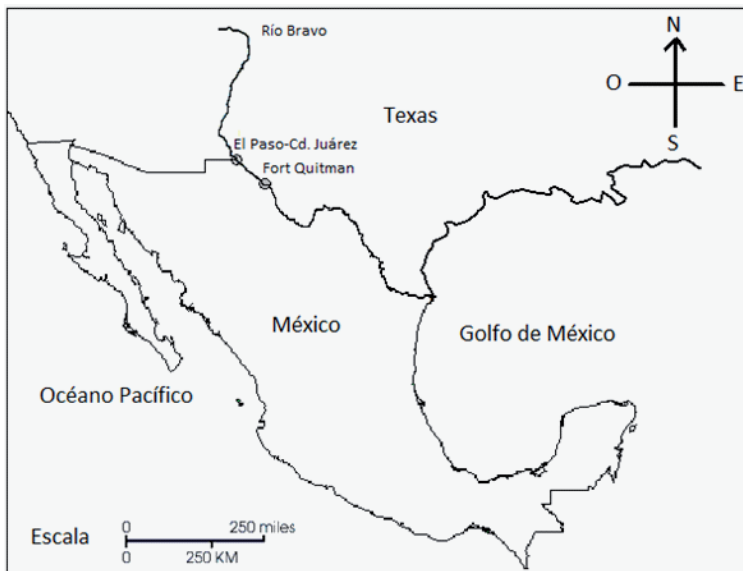 Río Bravo
N
O
E
S
Texas
El Paso-Cd. Juárez
Fort Quitman
México
Golfo de México
Océano Pacífico
Escala
0 250 miles
0 250 KM